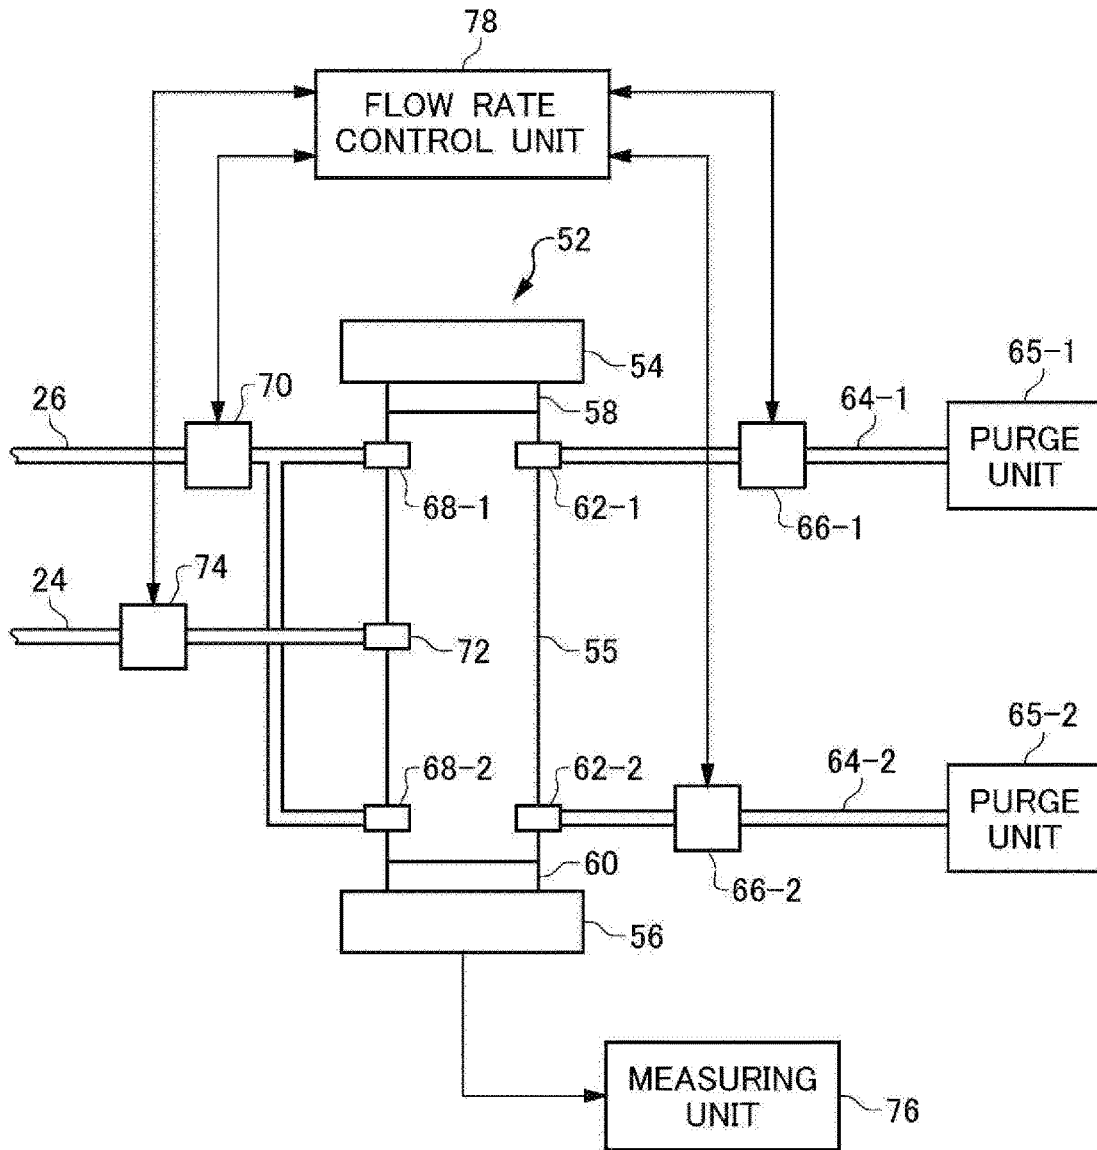 78
FLOW RATE
CONTROL UNIT
52
54
65-1
26
70
58
64-1
PURGE
UNIT
68-1
62-1
66-1
24
74
72
55
65-2
68-2
62-2
64-2
PURGE
UNIT
60
66-2
56
MEASURING
UNIT
76